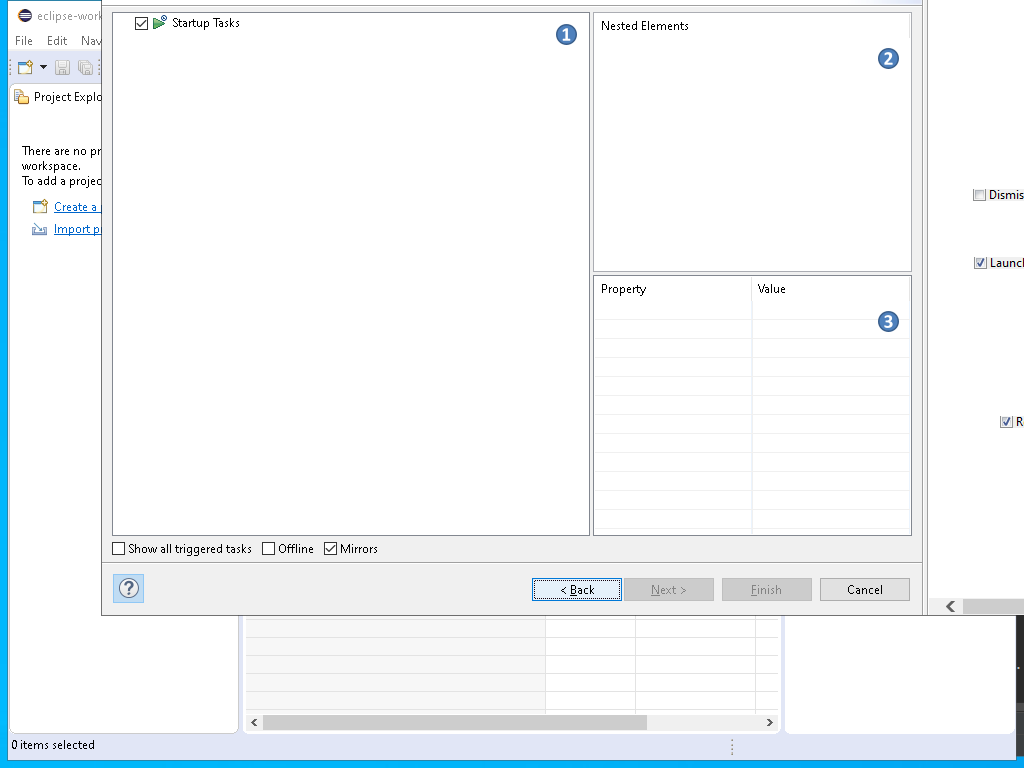 eclipse-work
File Edit Nav
Project Explo
There are no pr
workspace.
To add a projec
Create a
Import pr
Startup Tasks
1
Nested Elements
2
Property Value
3
Show all triggered tasks Offline Mirrors
?
< Back Next > Finish Cancel
Dismis
Launch
R
0 items selected